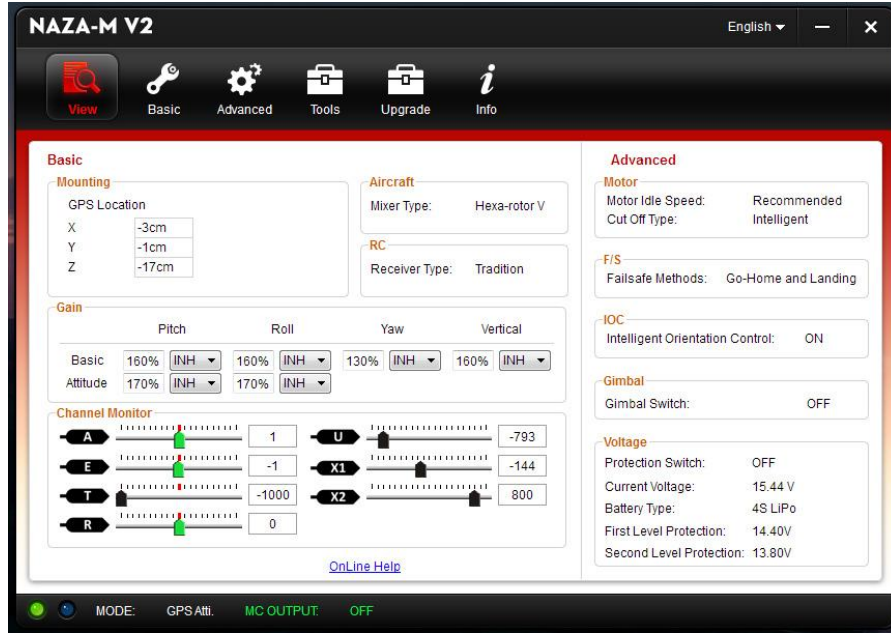 NAZA-M V2
English
View Basic Advanced Tools Upgrade Info
Basic
Mounting
GPS Location
X -3cm
Y -1cm
Z -17cm
Aircraft
Mixer Type: Hexa-rotor V
RC
Receiver Type: Tradition
Gain
Pitch Roll Yaw Vertical
Basic 160% INH 160% INH 130% INH 160% INH
Attitude 170% INH 170% INH
Channel Monitor
A 1
E -1
T -1000
R 0
U -793
X1 -144
X2 800
OnLine Help
Advanced
Motor
Motor Idle Speed: Recommended
Cut Off Type: Intelligent
F/S
Failsafe Methods: Go-Home and Landing
IOC
Intelligent Orientation Control: ON
Gimbal
Gimbal Switch: OFF
Voltage
Protection Switch: OFF
Current Voltage: 15.44 V
Battery Type: 4S LiPo
First Level Protection: 14.40V
Second Level Protection: 13.80V
MODE: GPS Atti. MC OUTPUT: OFF